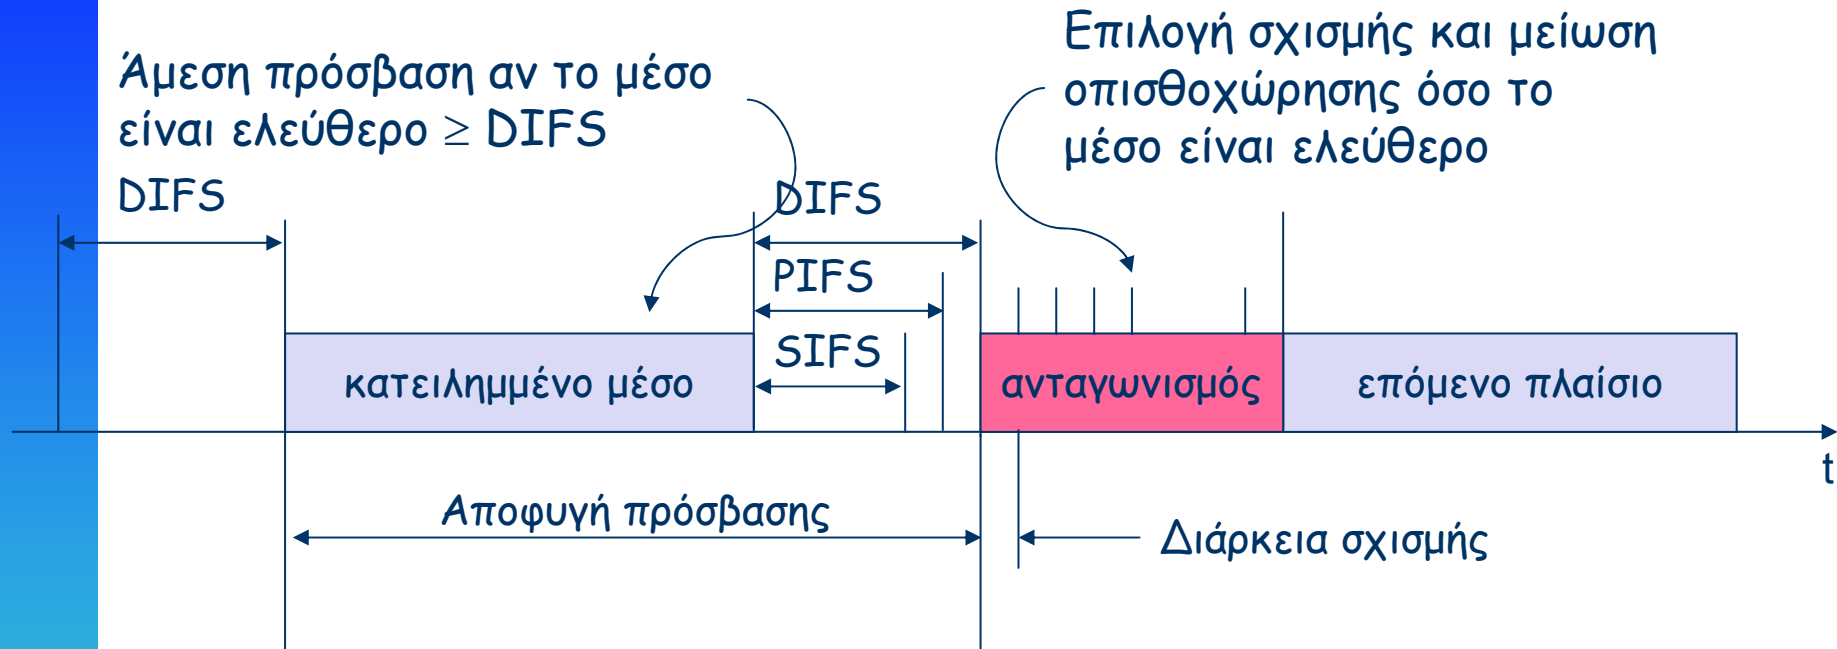 Άμεση πρόσβαση αν το μέσο
είναι ελεύθερο ≥ DIFS
Επιλογή σχισμής και μείωση
οπισθοχώρησης όσο το
μέσο είναι ελεύθερο
DIFS
DIFS
PIFS
SIFS
κατειλημμένο μέσο
ανταγωνισμός
επόμενο πλαίσιο
t
Αποφυγή πρόσβασης
Διάρκεια σχισμής